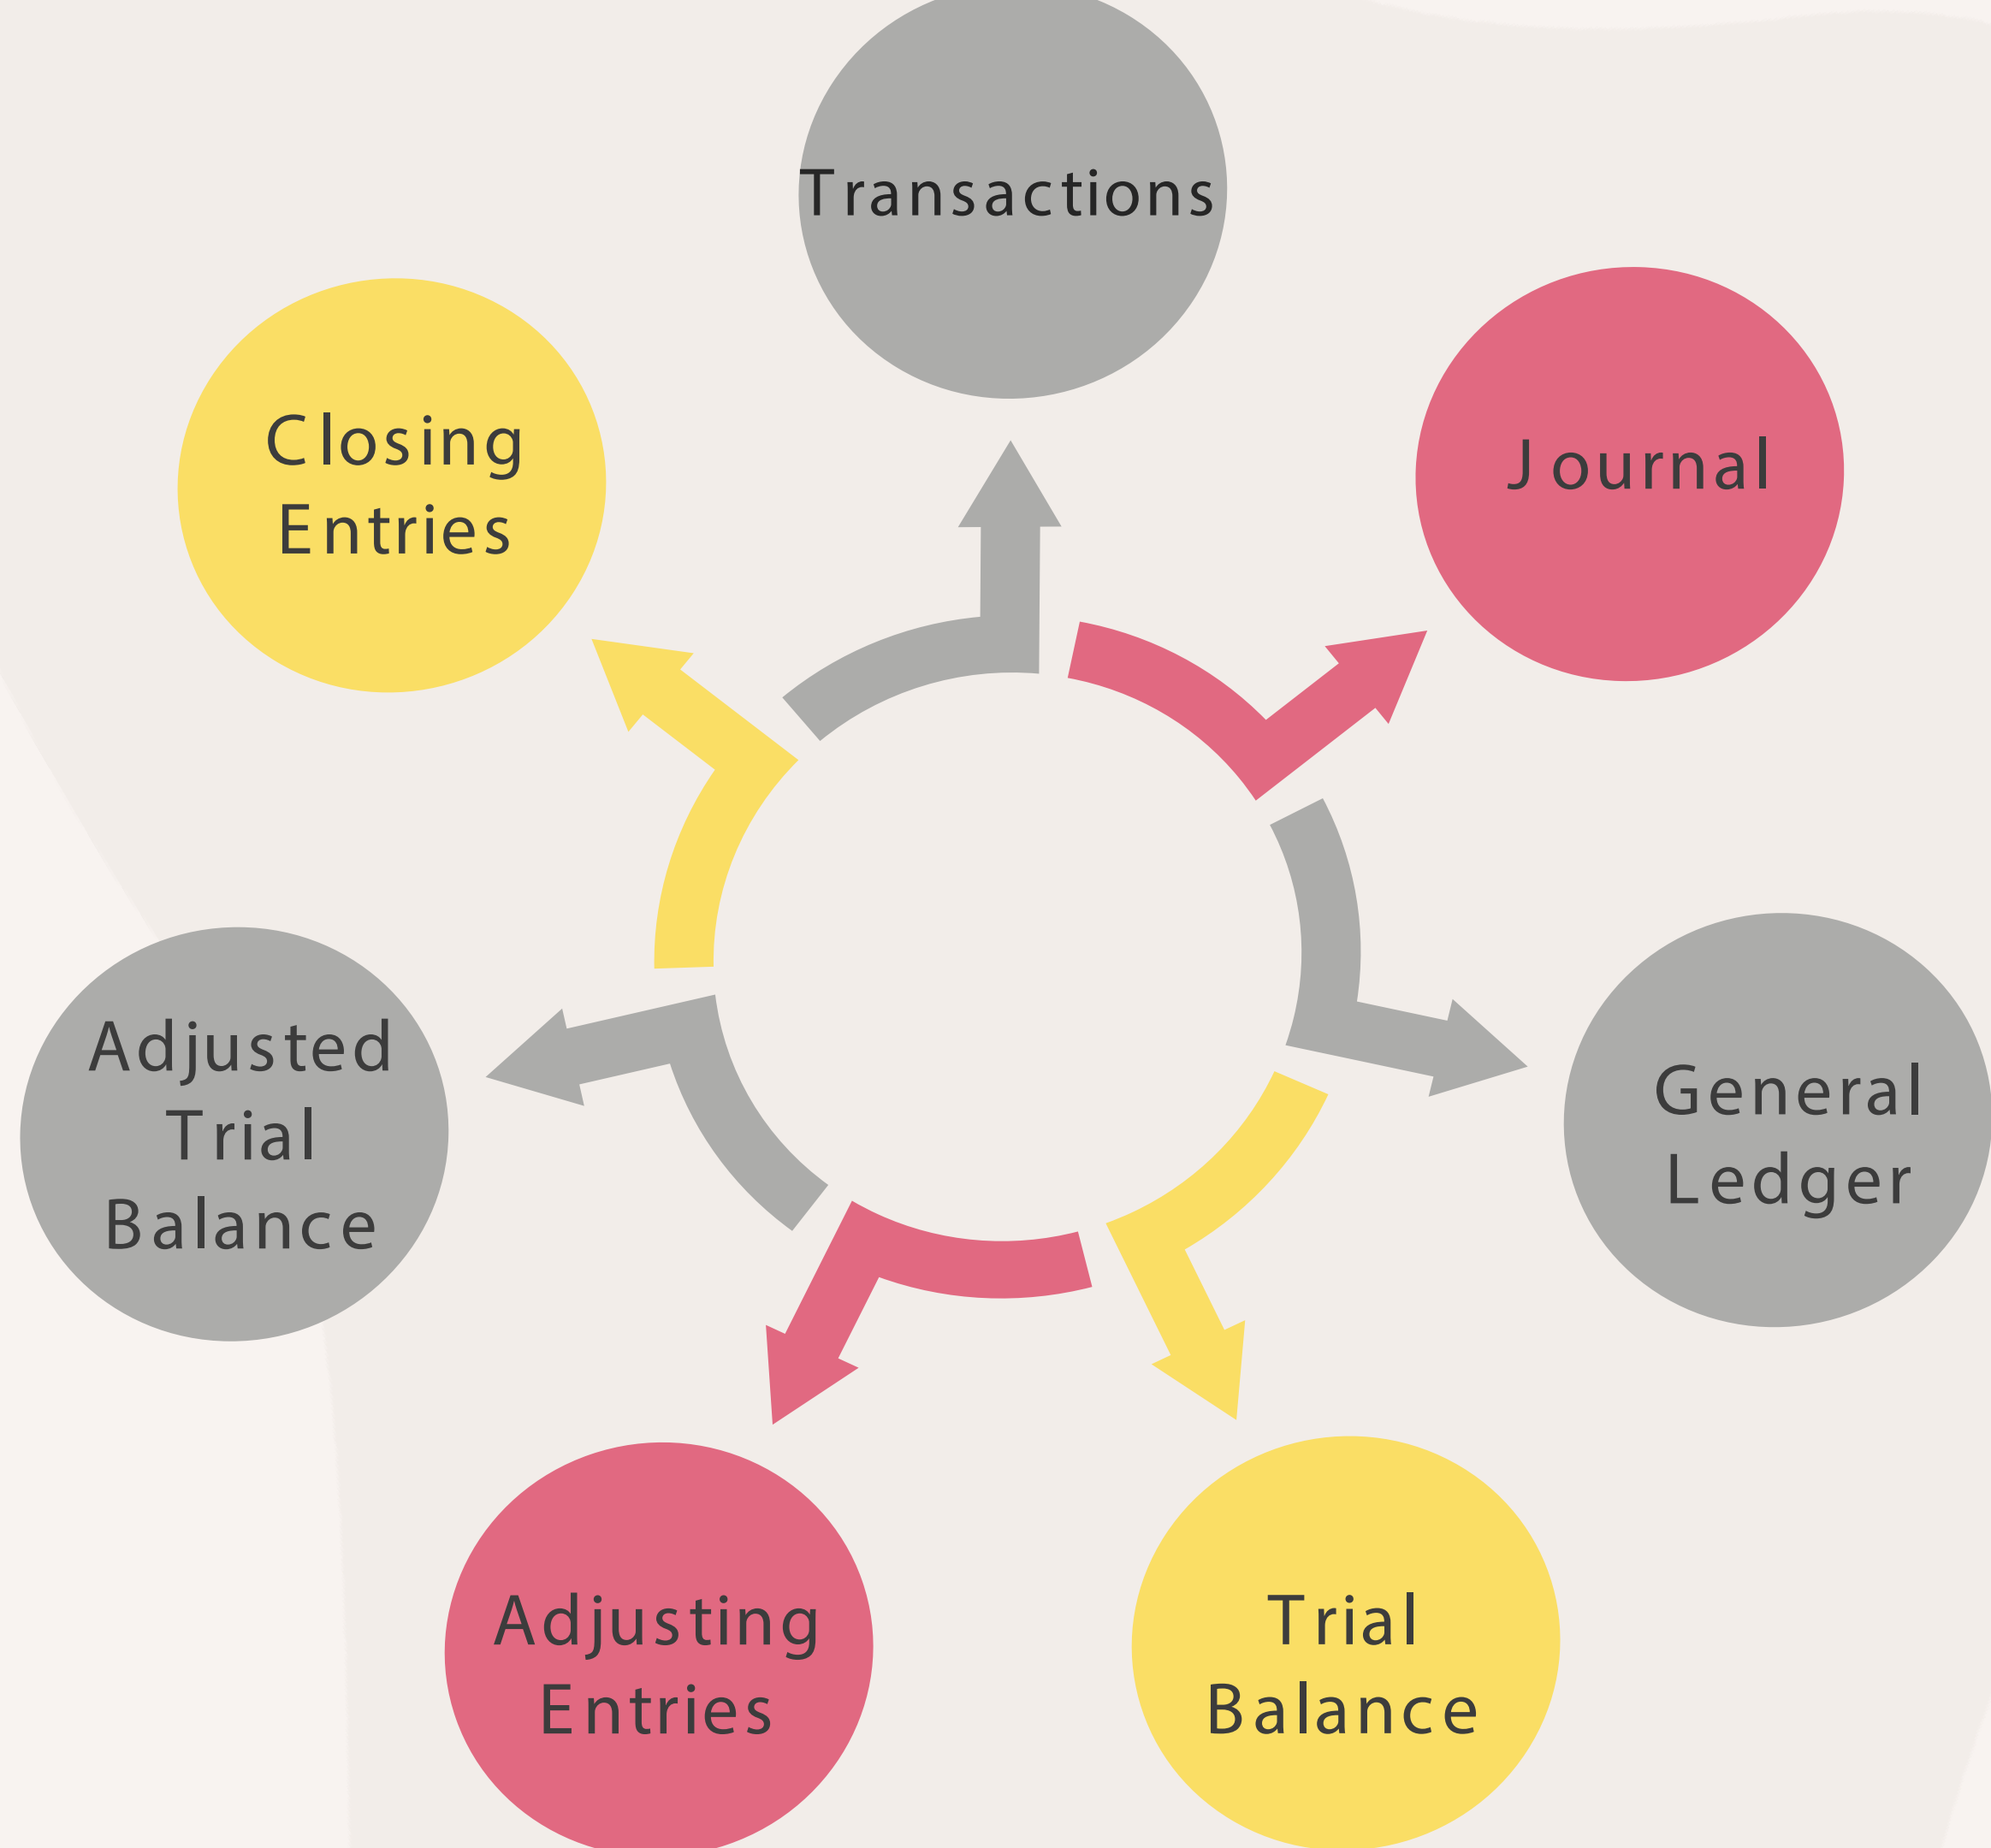 Transactions
Journal
General
Ledger
Trial
Balance
Adjusting
Entries
Adjusted
Trial
Balance
Closing
Entries